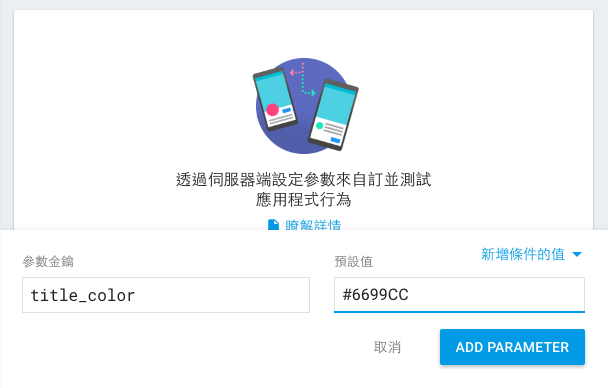 透過伺服器端設定參數來自訂並測試
應用程式行為
瞭解詳情
參數金鑰
預設值
新增條件的值
title_color
#6699CC
取消
ADD PARAMETER